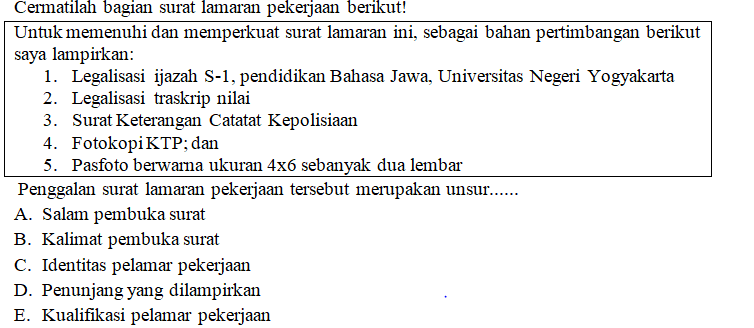 Cermatilah bagian surat lamaran pekerjaan berikut!
Untuk memenuhi dan memperkuat surat lamaran ini, sebagai bahan pertimbangan berikut
saya lampirkan:
1. Legalisasi ijazah S-1, pendidikan Bahasa Jawa, Universitas Negeri Yogyakarta
2. Legalisasi traskrip nilai
3. Surat Keterangan Catatat Kepolisiaan
4. Fotokopi KTP; dan
5. Pasfoto berwarna ukuran 4x6 sebanyak dua lembar
Penggalan surat lamaran pekerjaan tersebut merupakan unsur......
A. Salam pembuka surat
B. Kalimat pembuka surat
C. Identitas pelamar pekerjaan
D. Penunjang yang dilampirkan
E. Kualifikasi pelamar pekerjaan